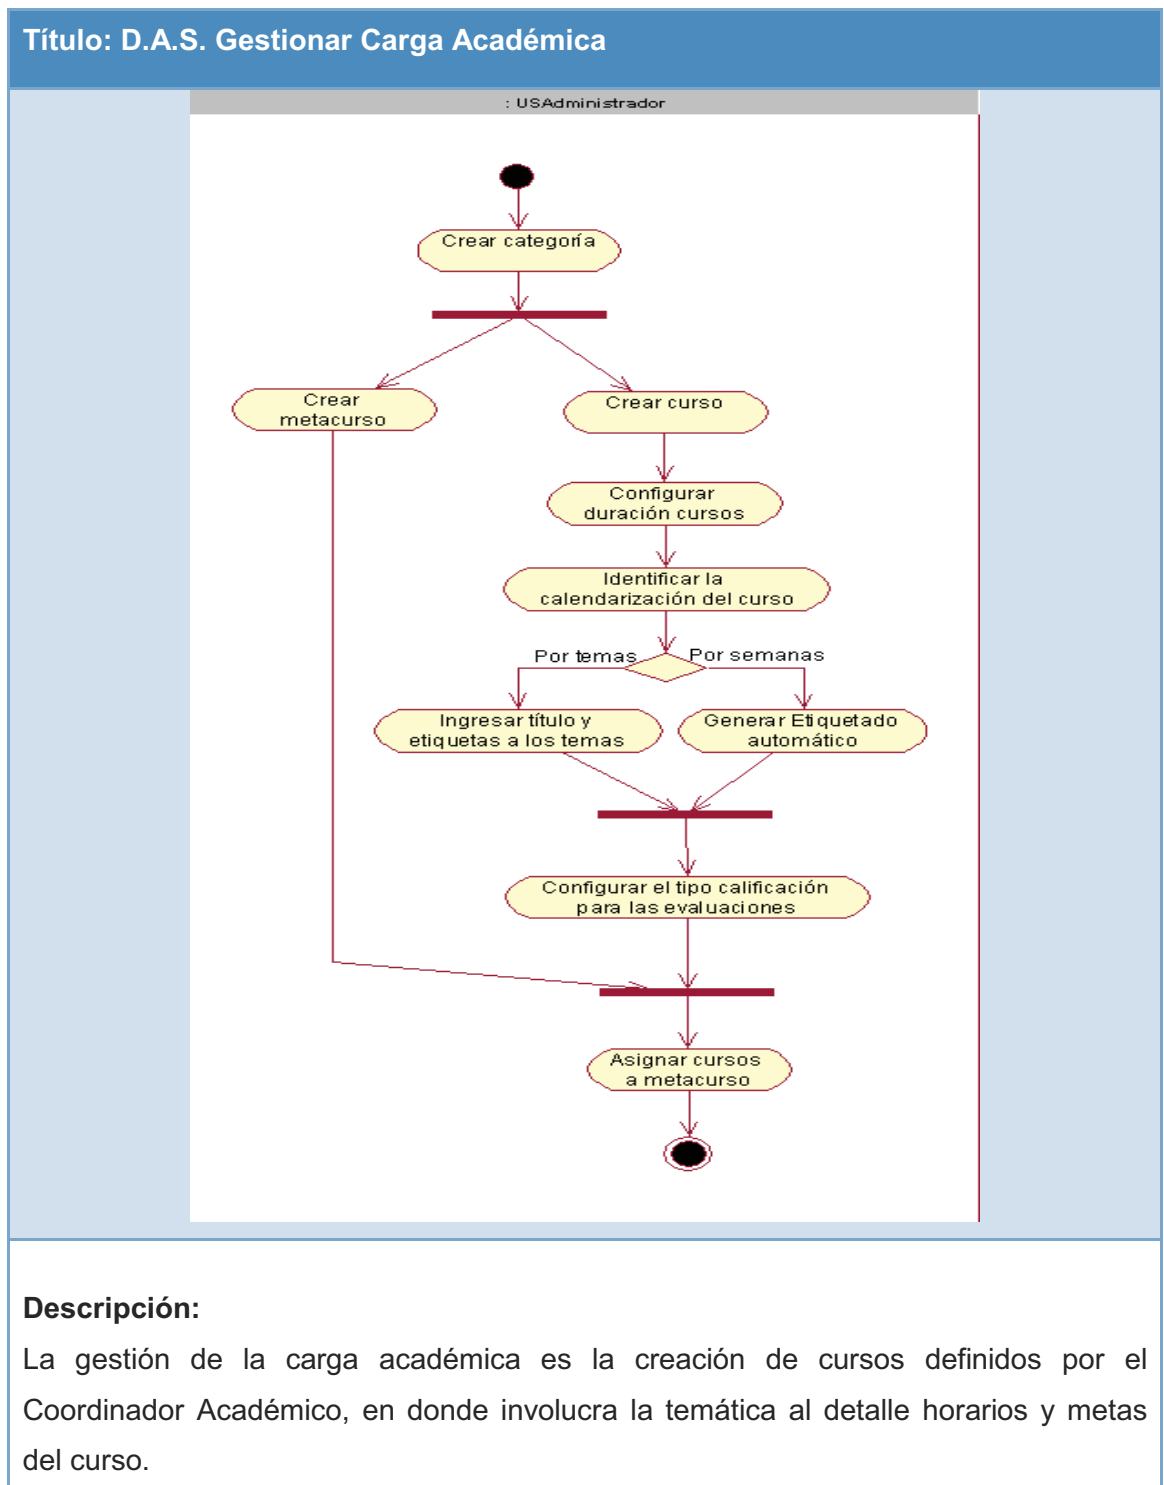 Título: D.A.S. Gestionar Carga Académica
: USAdministrador
Crear categoría
Crear
metacurso
Crear curso
Configurar
duración cursos
Identificar la
calendarización del curso
Por temas
Por semanas
Ingresar título y
etiquetas a los temas
Generar Etiquetado
automático
Configurar el tipo calificación
para las evaluaciones
Asignar cursos
a metacurso
Descripción:
La gestión de la carga académica es la creación de cursos definidos por el
Coordinador Académico, en donde involucra la temática al detalle horarios y metas
del curso.